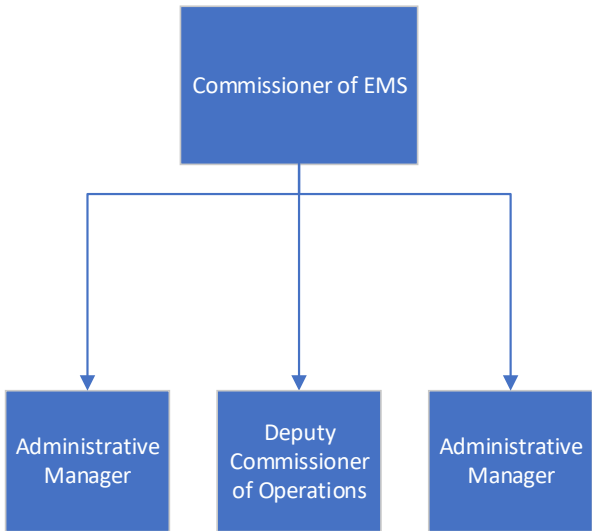 Commissioner of EMS
Administrative
Manager
Deputy
Commissioner
of Operations
Administrative
Manager